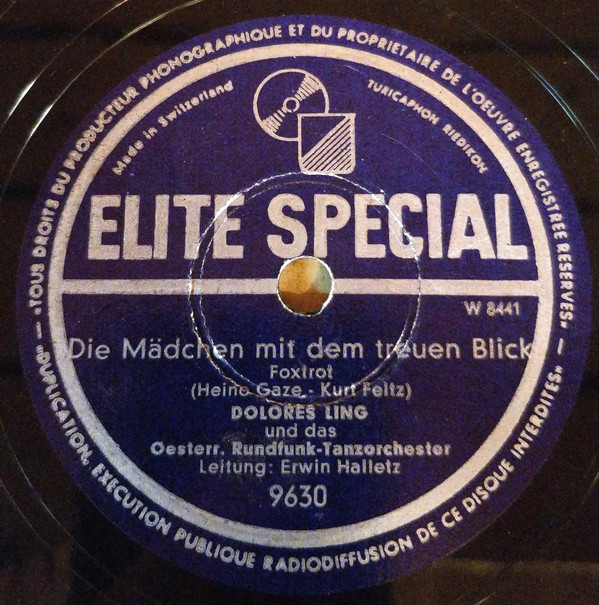 «TOUS DROITS DU PRODUCTEUR PHONOGRAPHIQUE ET DU PROPRIETAIRE DE L'OEUVRE ENREGISTREE RESERVES» —
Made in Switzerland
TURICAPHON RIEDIKON
ELITE SPECIAL
W 8441
Die Mädchen mit dem treuen Blick
Foxtrot
(Heino Gaze - Kurt Feltz)
DOLORES LING
und das
Oesterr. Rundfunk-Tanzorchester
Leitung: Erwin Halletz
9630
«DUPLICATION, EXECUTION PUBLIQUE RADIODIFFUSION DE CE DISQUE INTERDITES» —